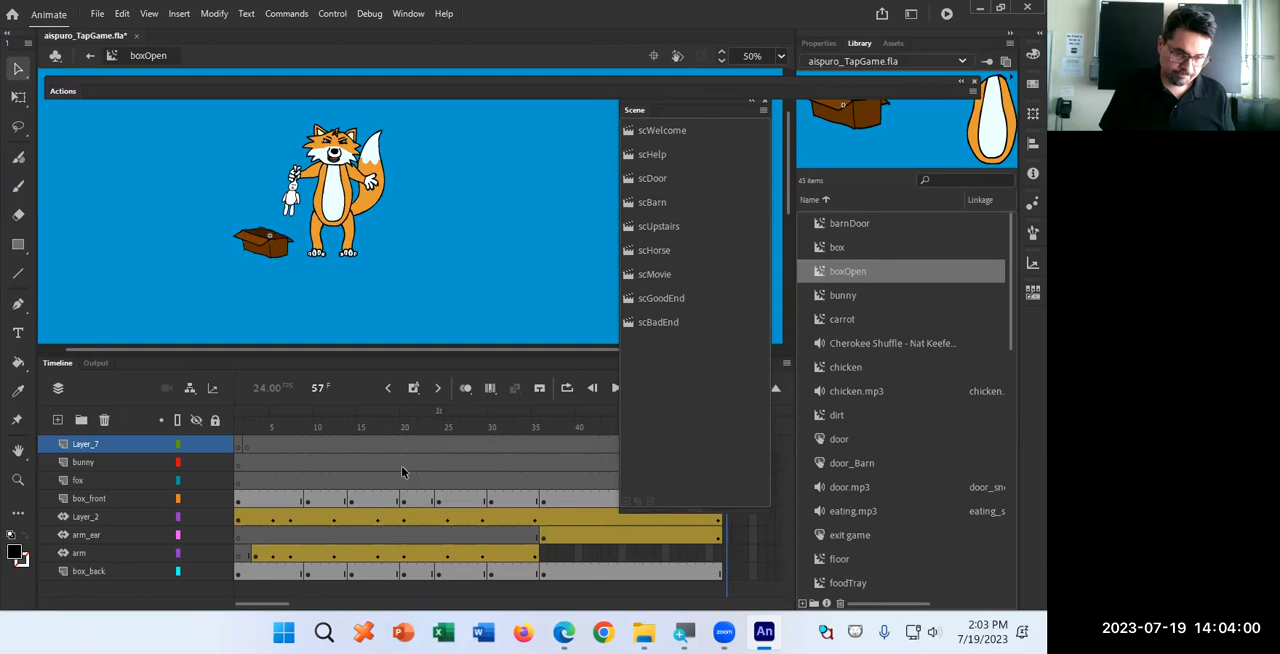 Animate File Edit View Insert Modify Text Commands Control Debug Window Help
aispuro_TapGame.fla*
boxOpen 50%
Actions
Scene
scWelcome
scHelp
scDoor
scBarn
scUpstairs
scHorse
scMovie
scGoodEnd
scBadEnd
Timeline Output
24.00 FPS 57 F
1s
5 10 15 20 25 30 35 40
Layer_7
bunny
fox
box_front
Layer_2
arm_ear
arm
box_back
Properties Library Assets
aispuro_TapGame.fla
45 items
Name Linkage
barnDoor
box
boxOpen
bunny
carrot
Cherokee Shuffle - Nat Keefe...
chicken
chicken.mp3 chicken.
dirt
door
door_Barn
door.mp3 door_sn
eating.mp3 eating_s
exit game
floor
foodTray
2:03 PM
7/19/2023
2023-07-19 14:04:00